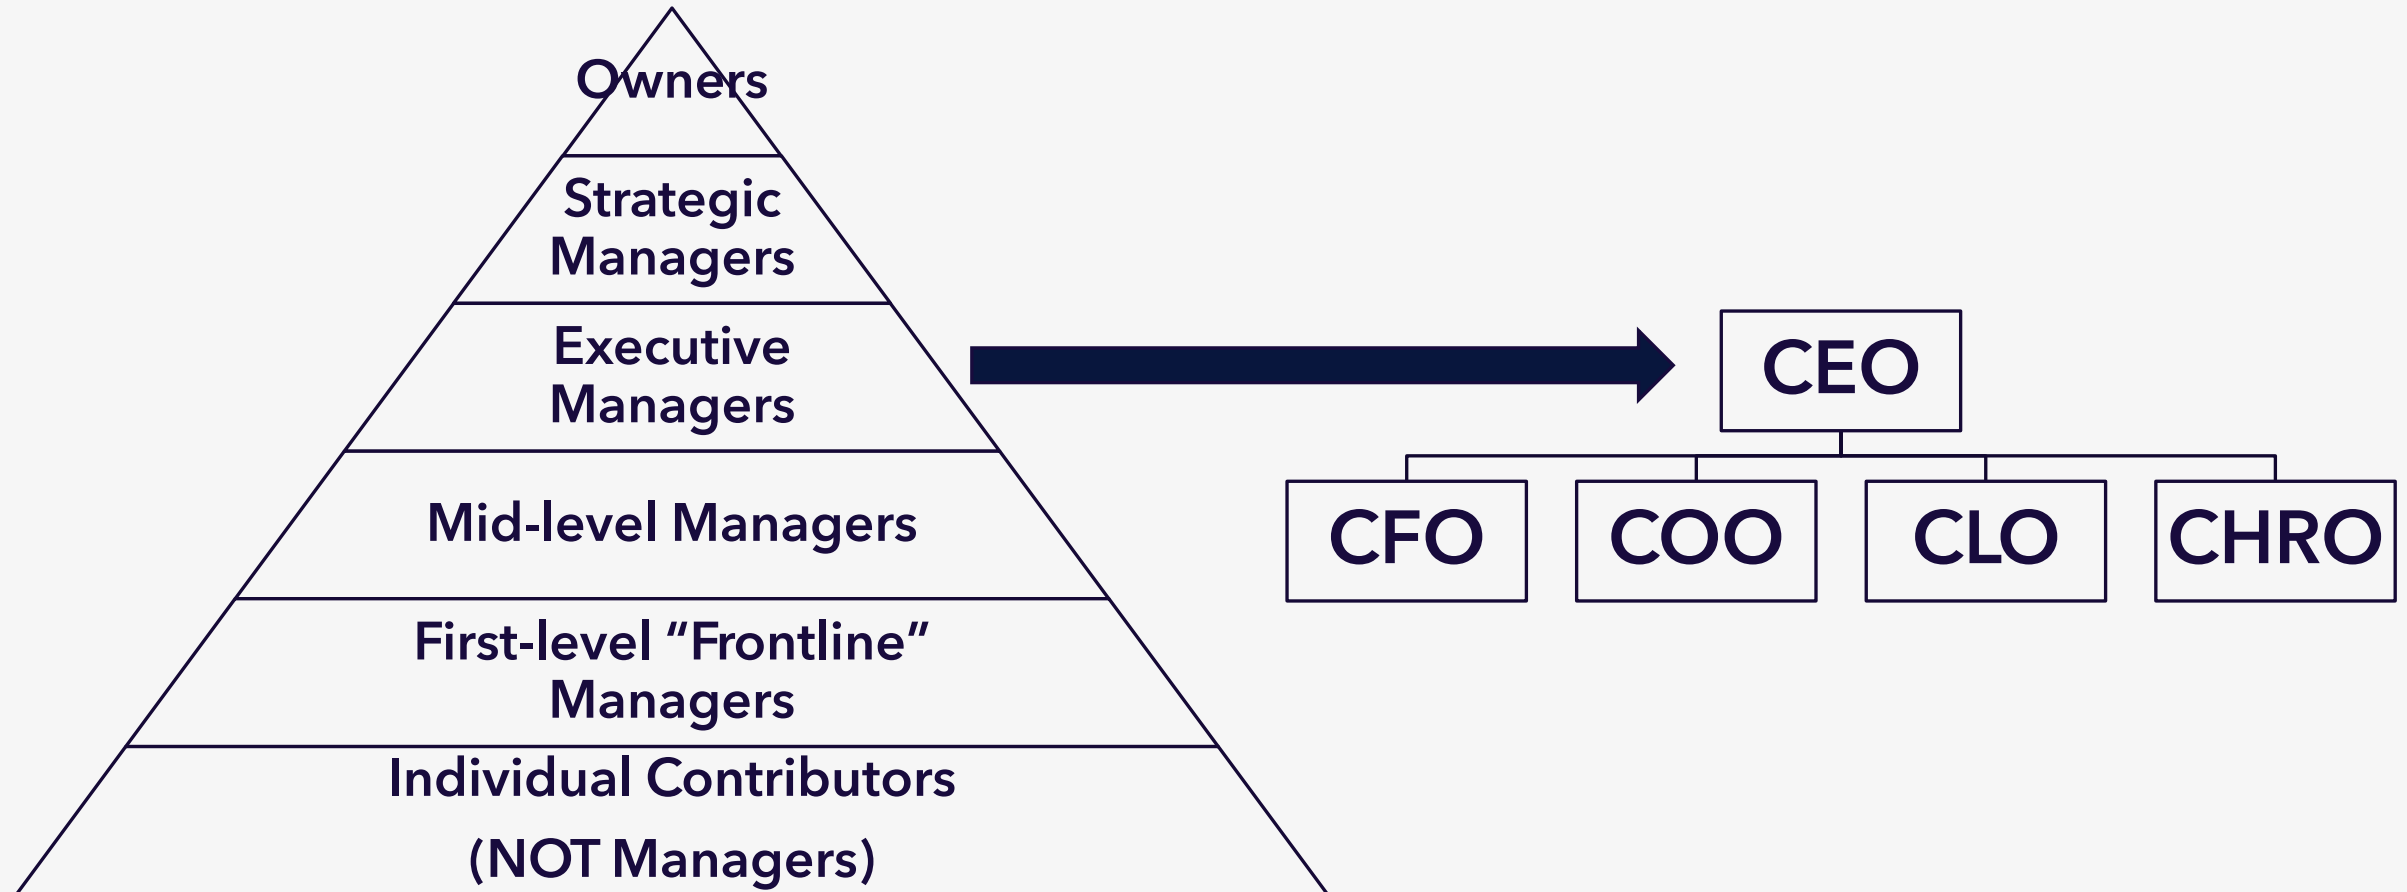 Owners
Strategic
Managers
Executive
Managers
Mid-level Managers
First-level “Frontline”
Managers
Individual Contributors
(NOT Managers)
CEO
CFO
COO
CLO
CHRO